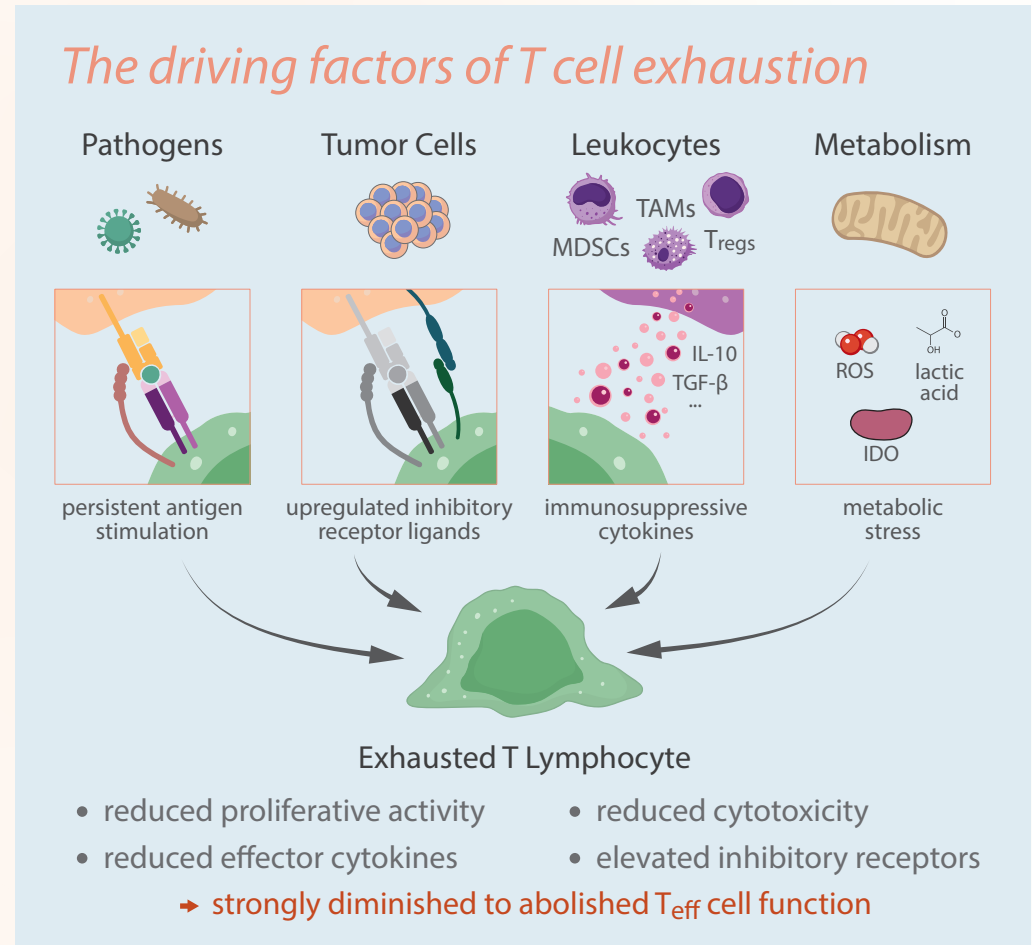 The driving factors of T cell exhaustion
Pathogens
Tumor Cells
Leukocytes
Metabolism
TAMs
MDSCs
Tregs
IL-10
TGF-β
...
ROS
O
O
OH
lactic
acid
IDO
persistent antigen
stimulation
upregulated inhibitory
receptor ligands
immunosuppressive
cytokines
metabolic
stress
Exhausted T Lymphocyte
• reduced proliferative activity
• reduced cytotoxicity
• reduced effector cytokines
• elevated inhibitory receptors
→ strongly diminished to abolished Teff cell function